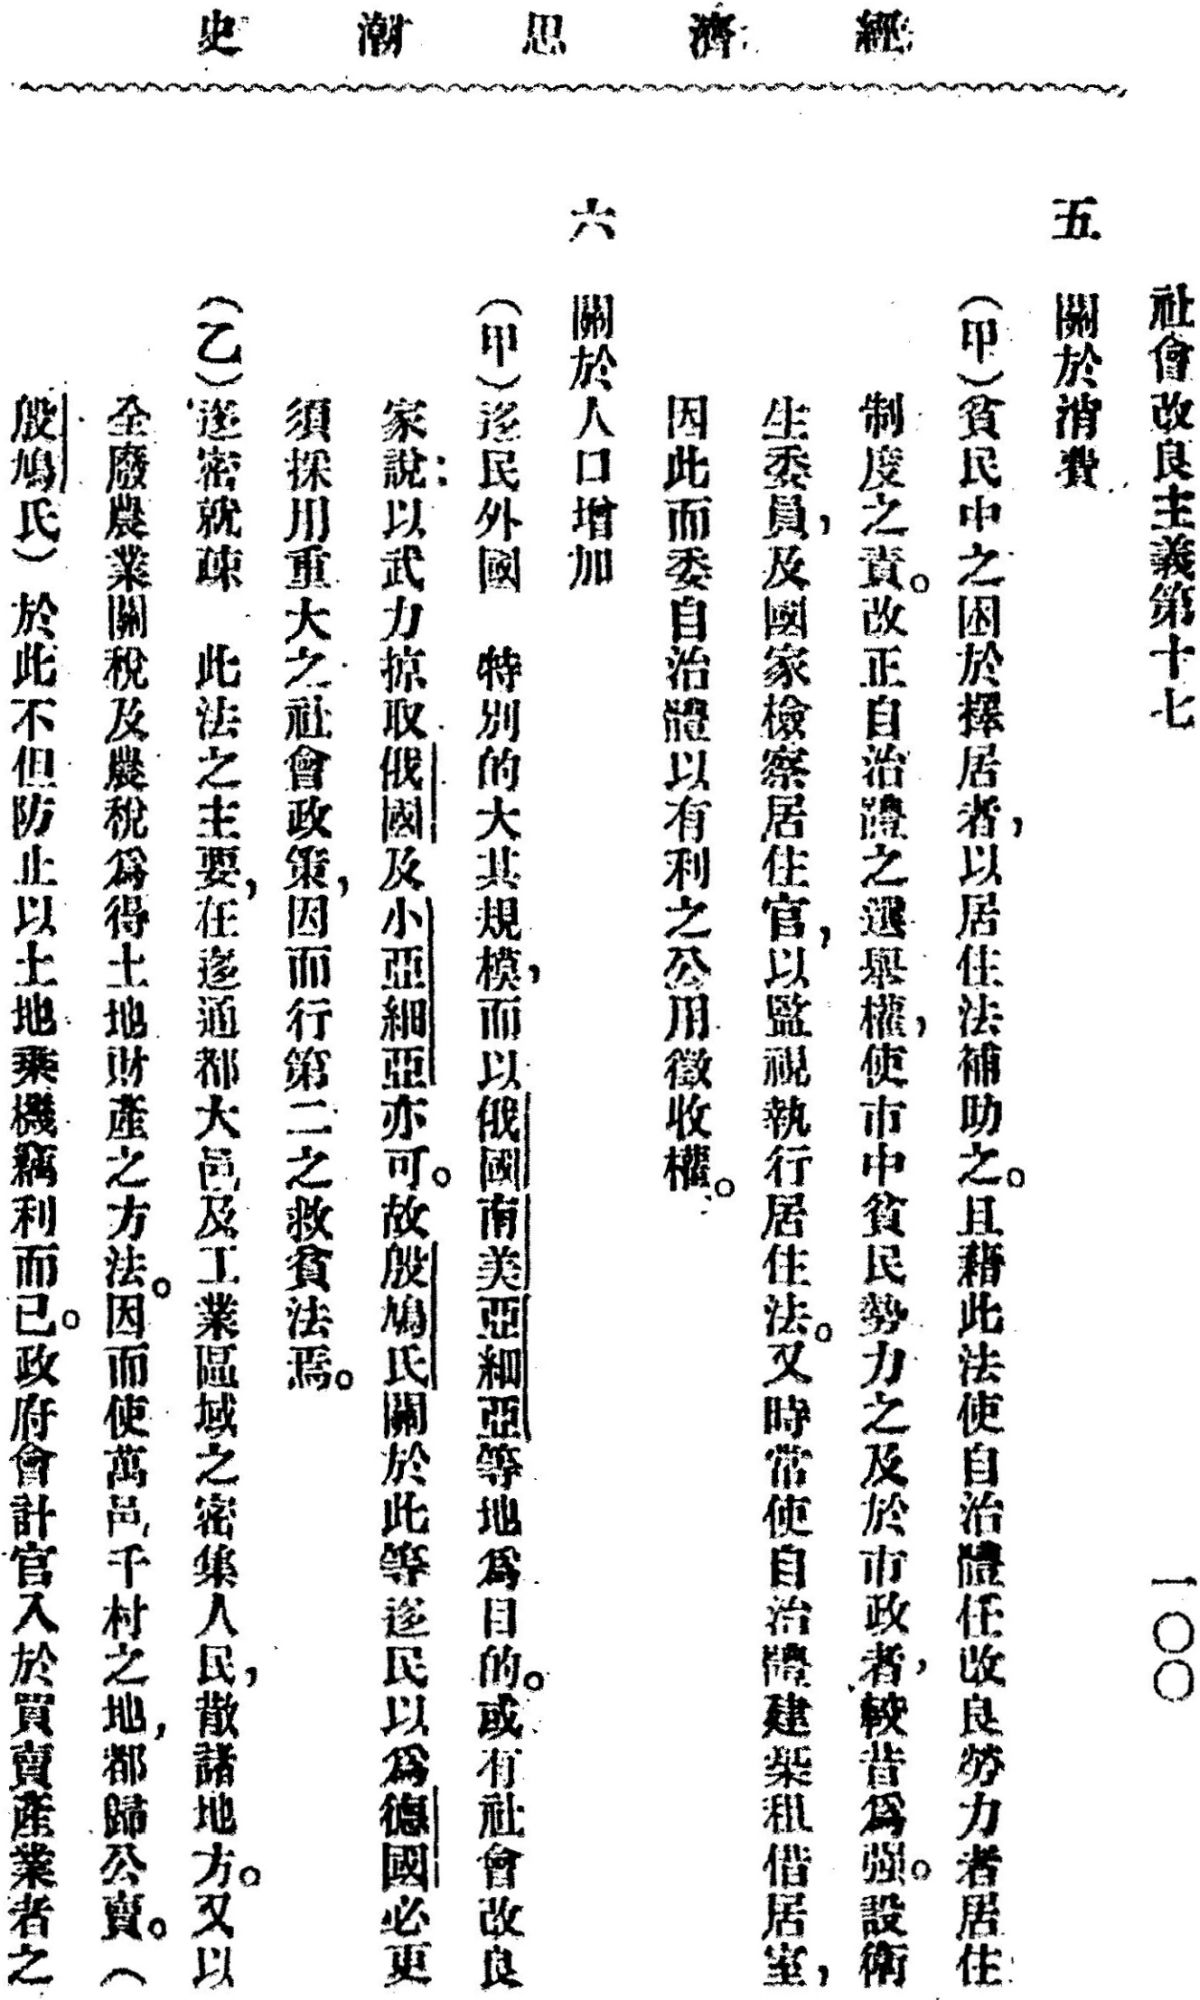 經濟思潮史
社會改良主義第十七 一〇〇
五 關於消費
(甲)貧民中之困於擇居者,以居住法補助之。且藉此法使自治體任改良勞力者居住
制度之責。改正自治體之選舉權,使市中貧民勢力之及於市政者,較昔爲强。設衛
生委員,及國家檢察居住官,以監視執行居住法。又時常使自治體建築租借居室,
因此而委自治體以有利之公用徵收權。
六 關於人口增加
(甲)迻民外國 特別的大其規模,而以俄國南美亞細亞等地爲目的。或有社會改良
家說:以武力掠取俄國及小亞細亞亦可。故殷鳩氏關於此等迻民以爲德國必更
須採用重大之社會政策,因而行第二之救貧法焉。
(乙)迻密就疎 此法之主要,在迻通都大邑及工業區域之密集人民,散諸地方。又以
全廢農業關稅及農稅爲得土地財產之方法。因而使萬邑千村之地,都歸公賣。(
殷鳩氏)於此不但防止以土地乘機竊利而已。政府會計官入於買賣產業者之